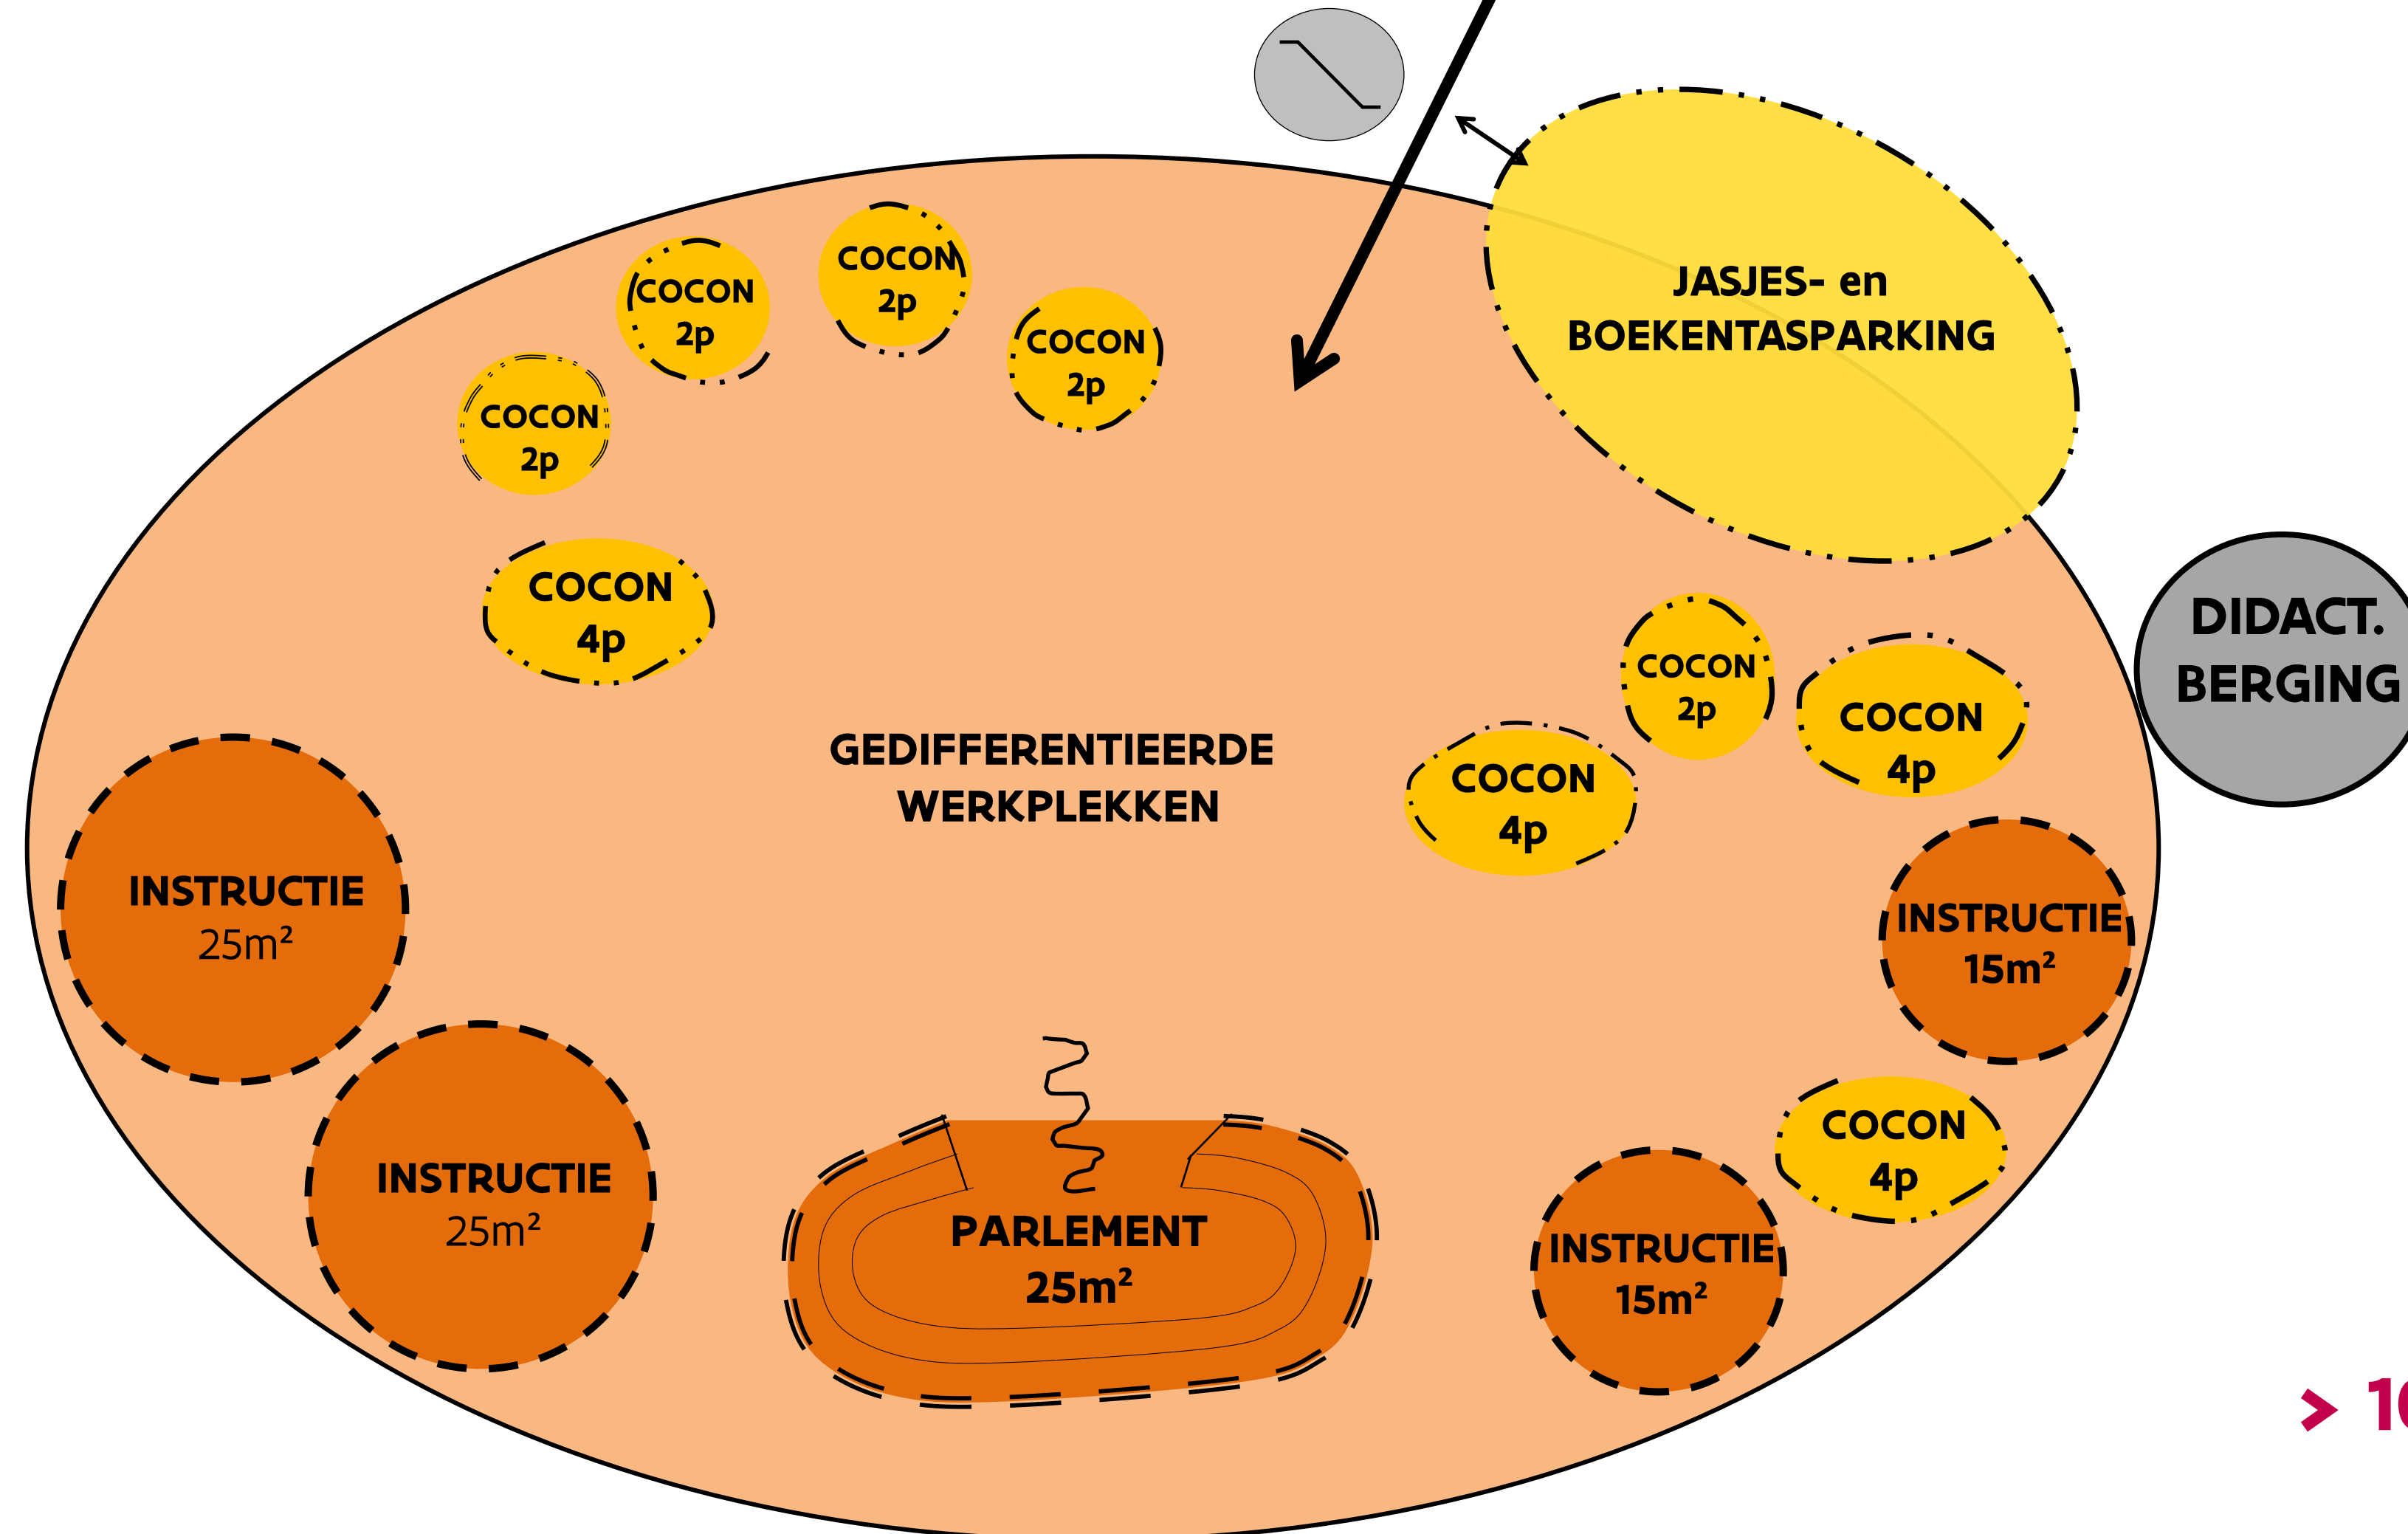 COCON
2p
COCON
2p
COCON
2p
COCON
2p
JASJES- en
BOEKENTASPARKING
COCON
4p
DIDACT.
BERGING
COCON
2p
COCON
4p
COCON
4p
GEDIFFERENTIEERDE
WERKPLEKKEN
INSTRUCTIE
25m²
INSTRUCTIE
15m²
INSTRUCTIE
25m²
PARLEMENT
25m²
COCON
4p
INSTRUCTIE
15m²
>